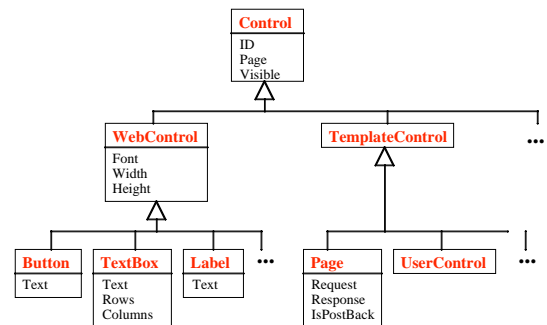 Control
ID
Page
Visible
WebControl
Font
Width
Height
TemplateControl
...
Button
Text
TextBox
Text
Rows
Columns
Label
Text
...
Page
Request
Response
IsPostBack
UserControl
...